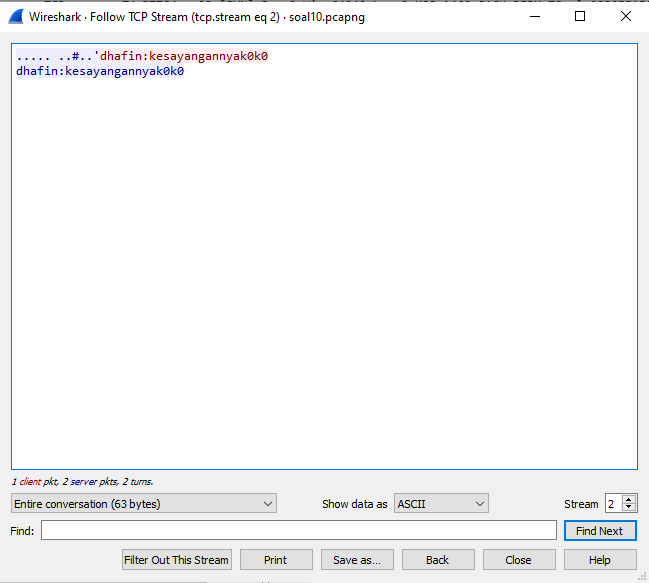 Wireshark · Follow TCP Stream (tcp.stream eq 2) · soal10.pcapng
..... ..#..'dhafin:kesayangannyak0k0
dhafin:kesayangannyak0k0
1 client pkt, 2 server pkts, 2 turns.
Entire conversation (63 bytes) Show data as ASCII Stream 2
Find: Find Next
Filter Out This Stream Print Save as... Back Close Help